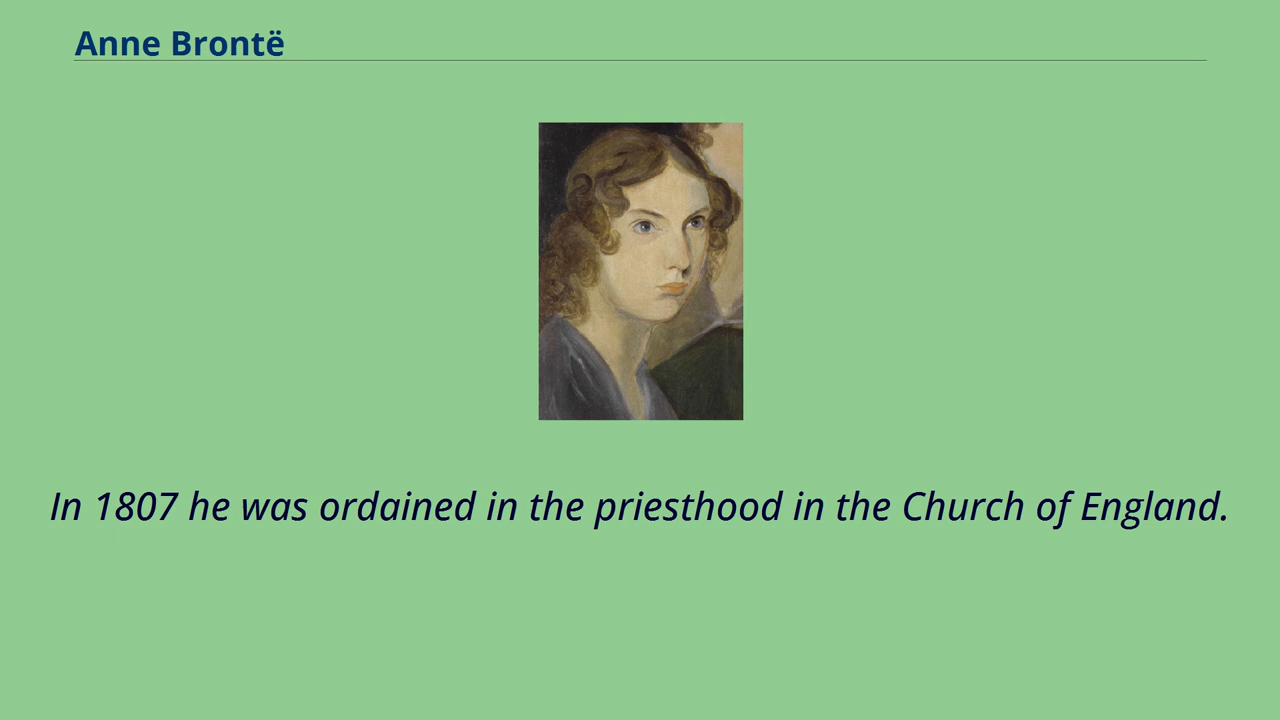 Anne Brontë
In 1807 he was ordained in the priesthood in the Church of England.